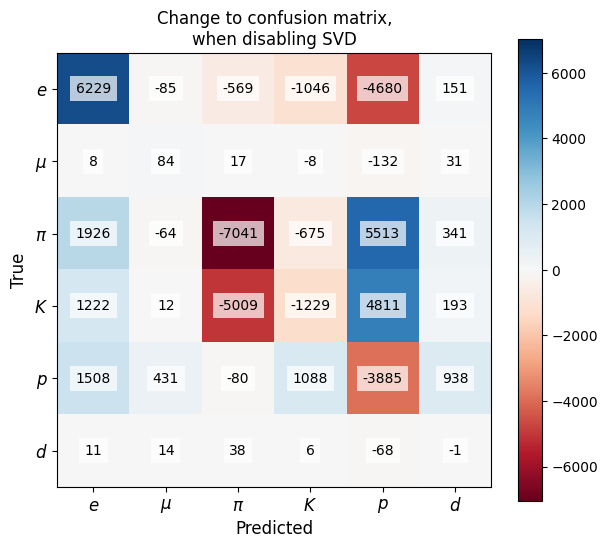 Change to confusion matrix,
when disabling SVD
e 6229 -85 -569 -1046 -4680 151
μ 8 84 17 -8 -132 31
π 1926 -64 -7041 -675 5513 341
K 1222 12 -5009 -1229 4811 193
p 1508 431 -80 1088 -3885 938
d 11 14 38 6 -68 -1
e μ π K p d
Predicted
True
6000
4000
2000
0
−2000
−4000
−6000